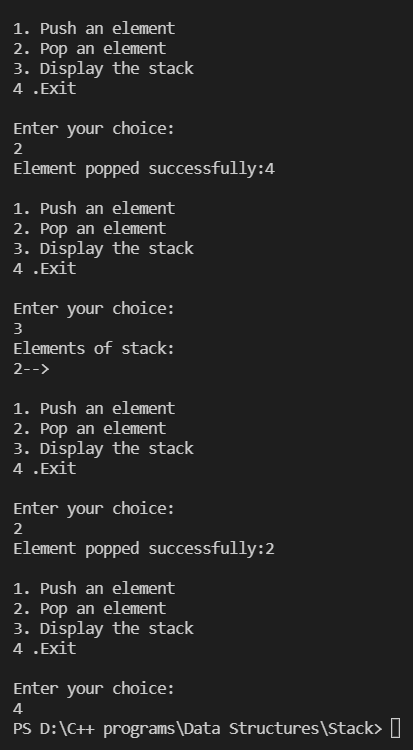 1. Push an element
2. Pop an element
3. Display the stack
4 .Exit
Enter your choice:
2
Element popped successfully:4
1. Push an element
2. Pop an element
3. Display the stack
4 .Exit
Enter your choice:
3
Elements of stack:
2-->
1. Push an element
2. Pop an element
3. Display the stack
4 .Exit
Enter your choice:
2
Element popped successfully:2
1. Push an element
2. Pop an element
3. Display the stack
4 .Exit
Enter your choice:
4
PS D:\C++ programs\Data Structures\Stack>